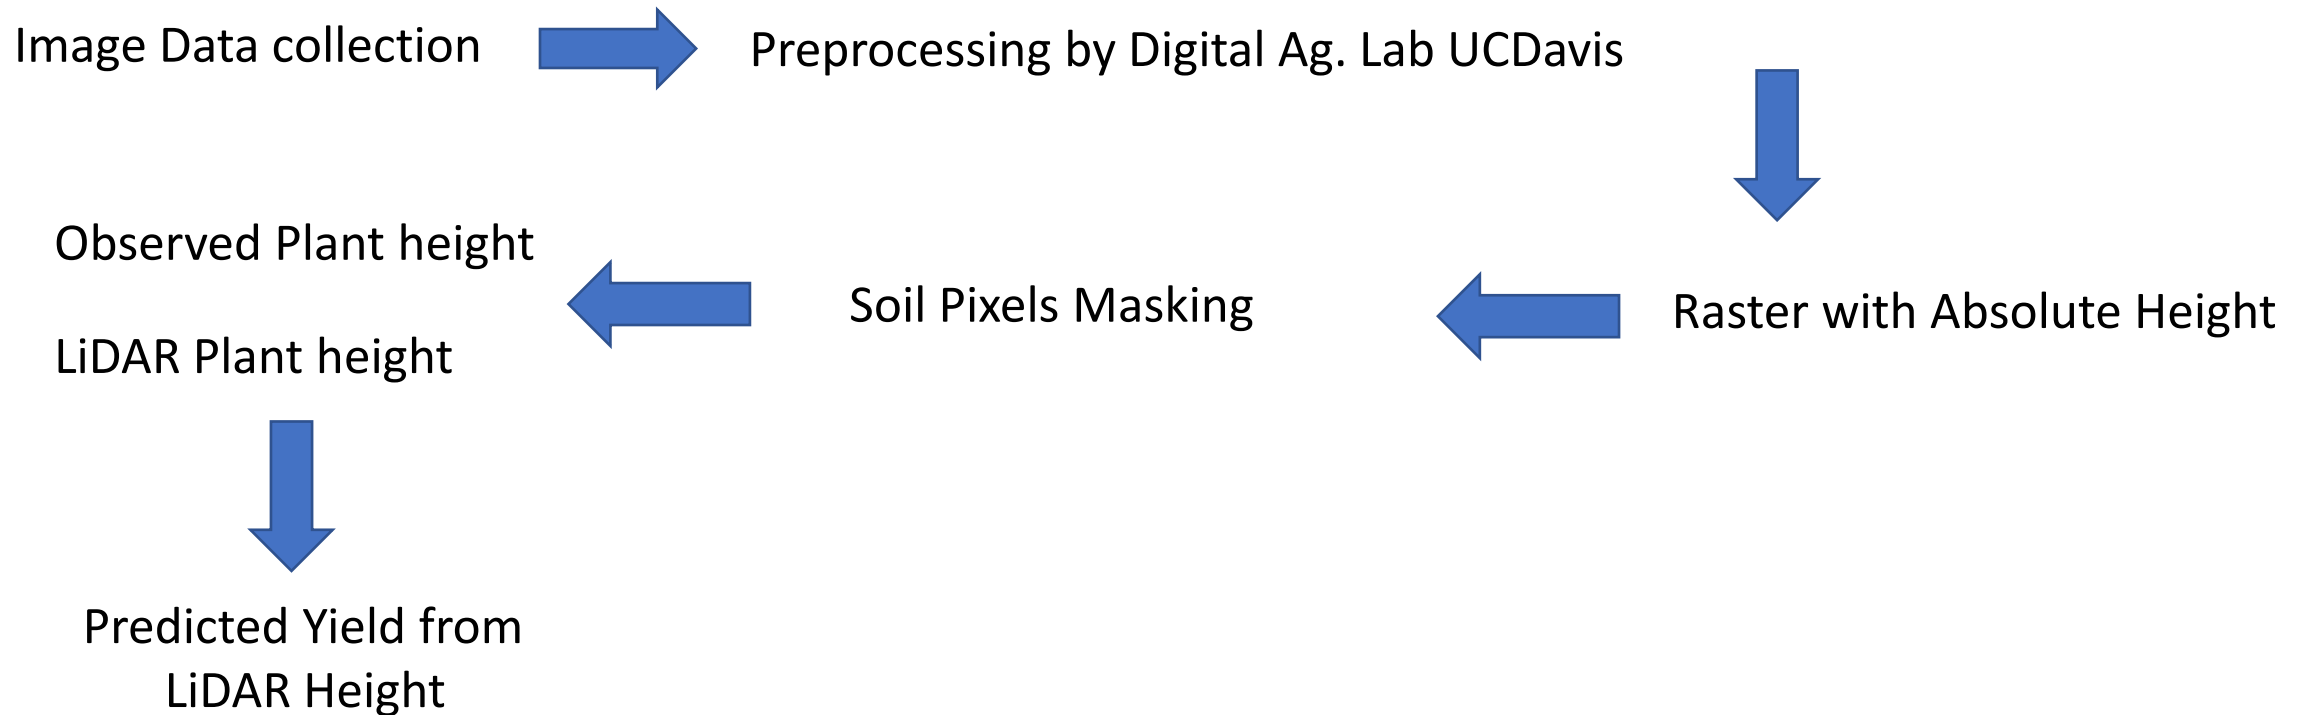 Image Data collection
Preprocessing by Digital Ag. Lab UCDavis
Raster with Absolute Height
Soil Pixels Masking
Observed Plant height
LiDAR Plant height
Predicted Yield from
LiDAR Height